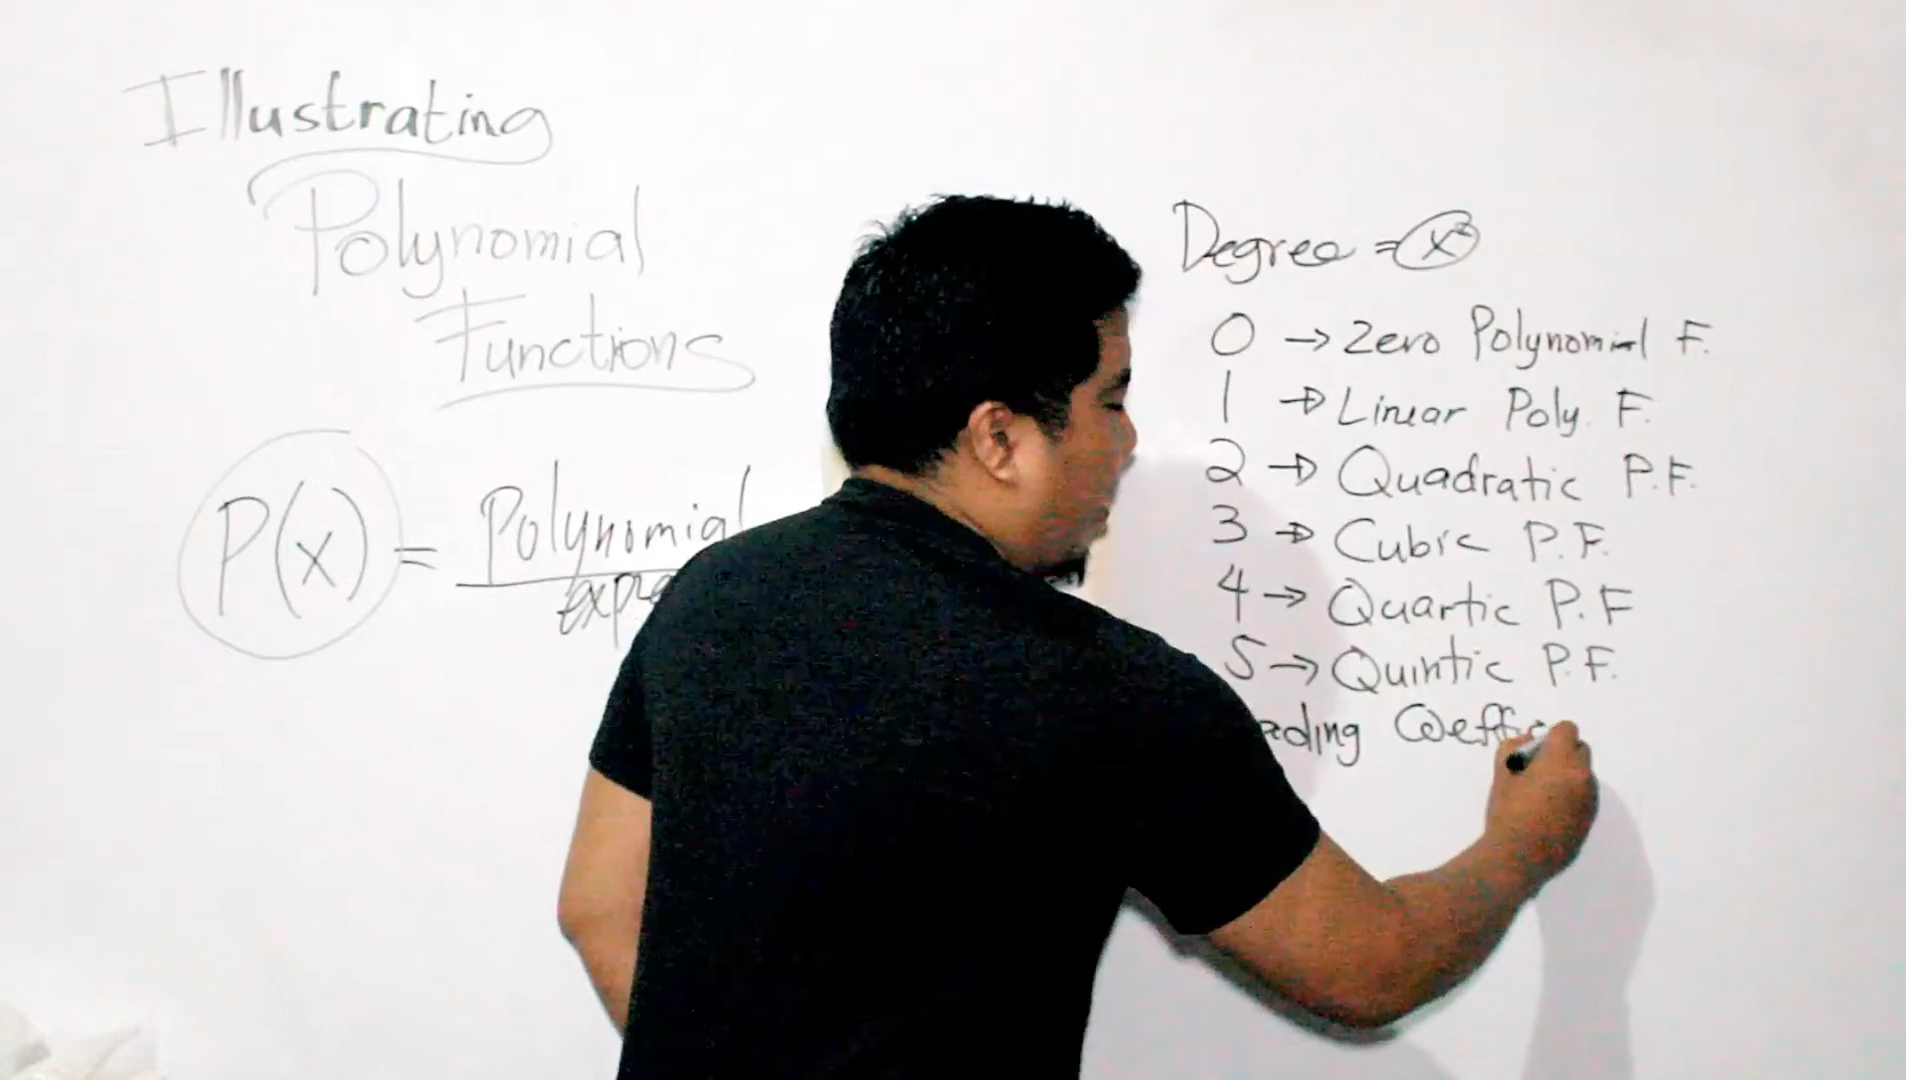 Illustrating
Polynomial
Functions
P(x) = Polynomial
Degree = x²
0 → Zero Polynomial F.
1 → Linear Poly. F.
2 → Quadratic P.F.
3 → Cubic P.F.
4 → Quartic P.F
5 → Quintic P.F.